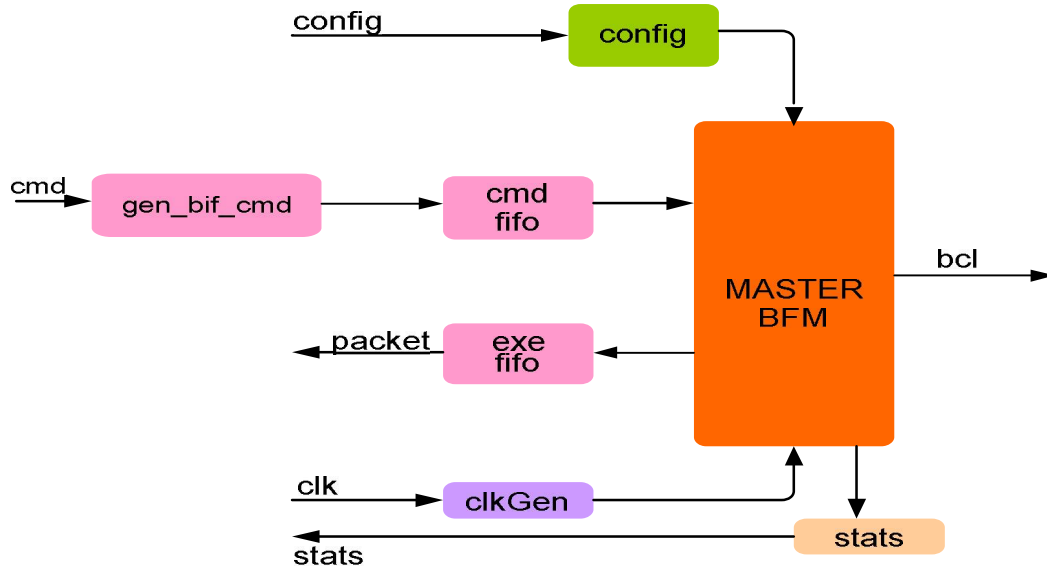 config
config
cmd
gen_bif_cmd
cmd
fifo
bcl
MASTER
BFM
packet
exe
fifo
clk
clkGen
stats
stats